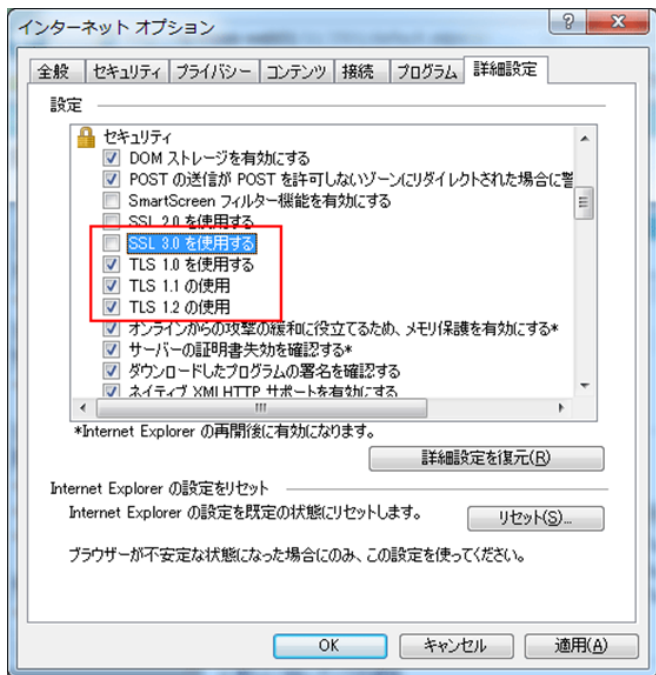 インターネット オプション
全般 セキュリティ プライバシー コンテンツ 接続 プログラム 詳細設定
設定
セキュリティ
DOM ストレージを有効にする
POST の送信が POST を許可しないゾーンにリダイレクトされた場合に警
SmartScreen フィルター機能を有効にする
SSL 2.0 を使用する
SSL 3.0 を使用する
TLS 1.0 を使用する
TLS 1.1 の使用
TLS 1.2 の使用
オンラインからの攻撃の緩和に役立てるため、メモリ保護を有効にする*
サーバーの証明書失効を確認する*
ダウンロードしたプログラムの署名を確認する
ネイティブ XMLHTTP サポートを有効にする
*Internet Explorer の再開後に有効になります。
詳細設定を復元(R)
Internet Explorer の設定をリセット
Internet Explorer の設定を既定の状態にリセットします。
リセット(S)...
ブラウザーが不安定な状態になった場合にのみ、この設定を使ってください。
OK キャンセル 適用(A)